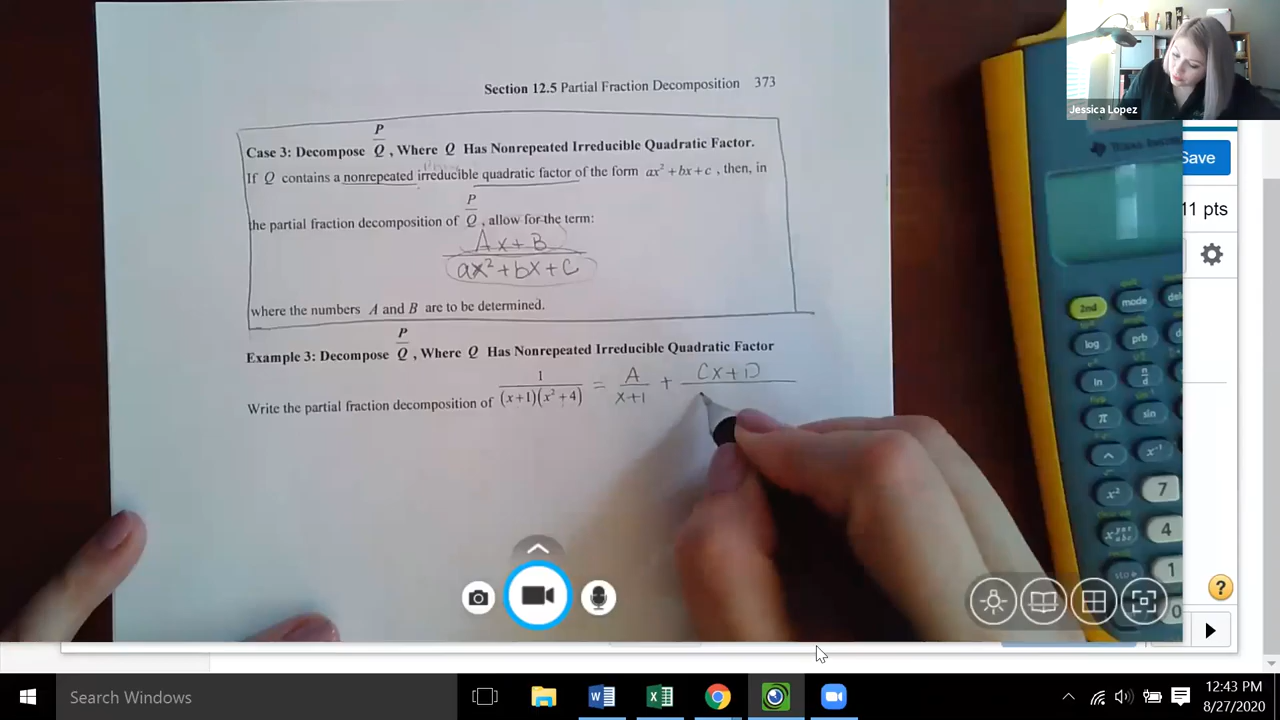 Section 12.5 Partial Fraction Decomposition 373
Case 3: Decompose P/Q, Where Q Has Nonrepeated Irreducible Quadratic Factor.
If Q contains a nonrepeated irreducible quadratic factor of the form ax² + bx + c, then, in
the partial fraction decomposition of P/Q, allow for the term:
Ax + B
ax² + bx + C
where the numbers A and B are to be determined.
Example 3: Decompose P/Q, Where Q Has Nonrepeated Irreducible Quadratic Factor
Write the partial fraction decomposition of 1/((x+1)(x²+4)) = A/(x+1) + Cx+D
Jessica Lopez
Save
11 pts
TEXAS INSTRUM
2nd
mode
del
log
prb
n/d
ln
π
sin
^
x⁻¹
x²
7
4
1
0
?
Search Windows
12:43 PM
8/27/2020